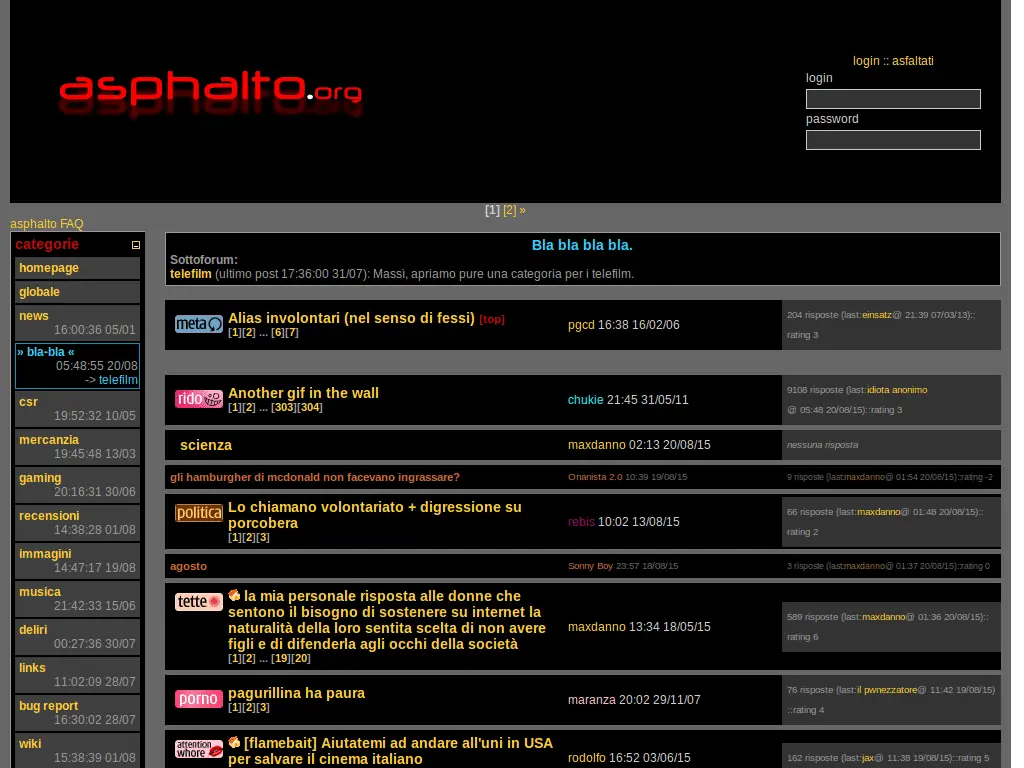 asphalto.org
login :: asfaltati
login
password
[1] [2] »
asphalto FAQ
categorie
homepage
globale
news
16:00:36 05/01
» bla-bla «
05:48:55 20/08
-> telefilm
csr
19:52:32 10/05
mercanzia
19:45:48 13/03
gaming
20:16:31 30/06
recensioni
14:38:28 01/08
immagini
14:47:17 19/08
musica
21:42:33 15/06
deliri
00:27:36 30/07
links
11:02:09 28/07
bug report
16:30:02 28/07
wiki
15:38:39 01/08
Bla bla bla bla.
Sottoforum:
telefilm (ultimo post 17:36:00 31/07): Massì, apriamo pure una categoria per i telefilm.
meta Alias involontari (nel senso di fessi) [top]
[1][2] ... [6][7]
pgcd 16:38 16/02/06
204 risposte (last:einsatz@ 21:39 07/03/13)::
rating 3
rido Another gif in the wall
[1][2] ... [303][304]
chukie 21:45 31/05/11
9108 risposte (last:idiota anonimo
@ 05:48 20/08/15)::rating 3
scienza
maxdanno 02:13 20/08/15
nessuna risposta
gli hamburgher di mcdonald non facevano ingrassare?
Onanista 2.0 10:39 19/08/15
9 risposte (last:maxdanno@ 01:54 20/08/15)::rating -2
politica Lo chiamano volontariato + digressione su
porcobera
[1][2][3]
rebis 10:02 13/08/15
66 risposte (last:maxdanno@ 01:48 20/08/15)::
rating 2
agosto
Sonny Boy 23:57 18/08/15
3 risposte (last:maxdanno@ 01:37 20/08/15)::rating 0
tette la mia personale risposta alle donne che
sentono il bisogno di sostenere su internet la
naturalità della loro sentita scelta di non avere
figli e di difenderla agli occhi della società
[1][2] ... [19][20]
maxdanno 13:34 18/05/15
589 risposte (last:maxdanno@ 01:36 20/08/15)::
rating 6
porno pagurillina ha paura
[1][2][3]
maranza 20:02 29/11/07
76 risposte (last:il pwnezzatore@ 11:42 19/08/15)
::rating 4
attention whore [flamebait] Aiutatemi ad andare all'uni in USA
per salvare il cinema italiano
rodolfo 16:52 03/06/15
162 risposte (last:jax@ 11:38 19/08/15)::rating 5